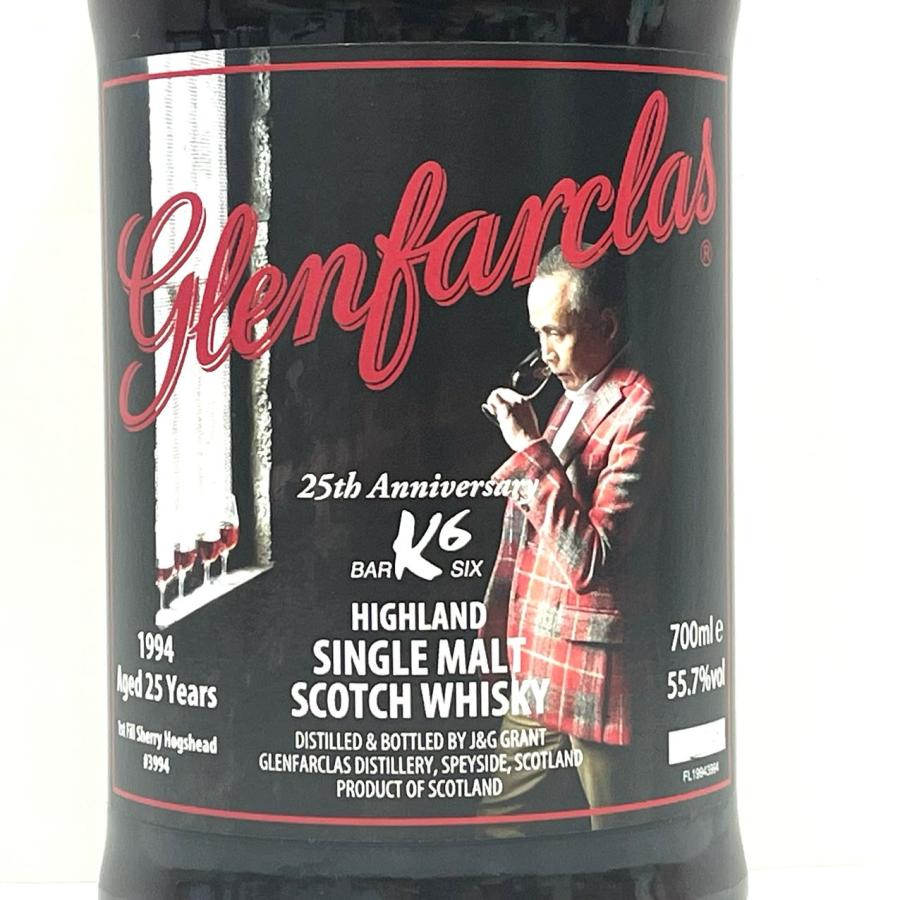 Glenfarclas®
25th Anniversary
BAR K6 SIX
HIGHLAND
SINGLE MALT
SCOTCH WHISKY
DISTILLED & BOTTLED BY J&G GRANT
GLENFARCLAS DISTILLERY, SPEYSIDE, SCOTLAND
PRODUCT OF SCOTLAND
1994
Aged 25 Years
1st Fill Sherry Hogshead
#3994
700ml e
55.7%vol
FL19943994